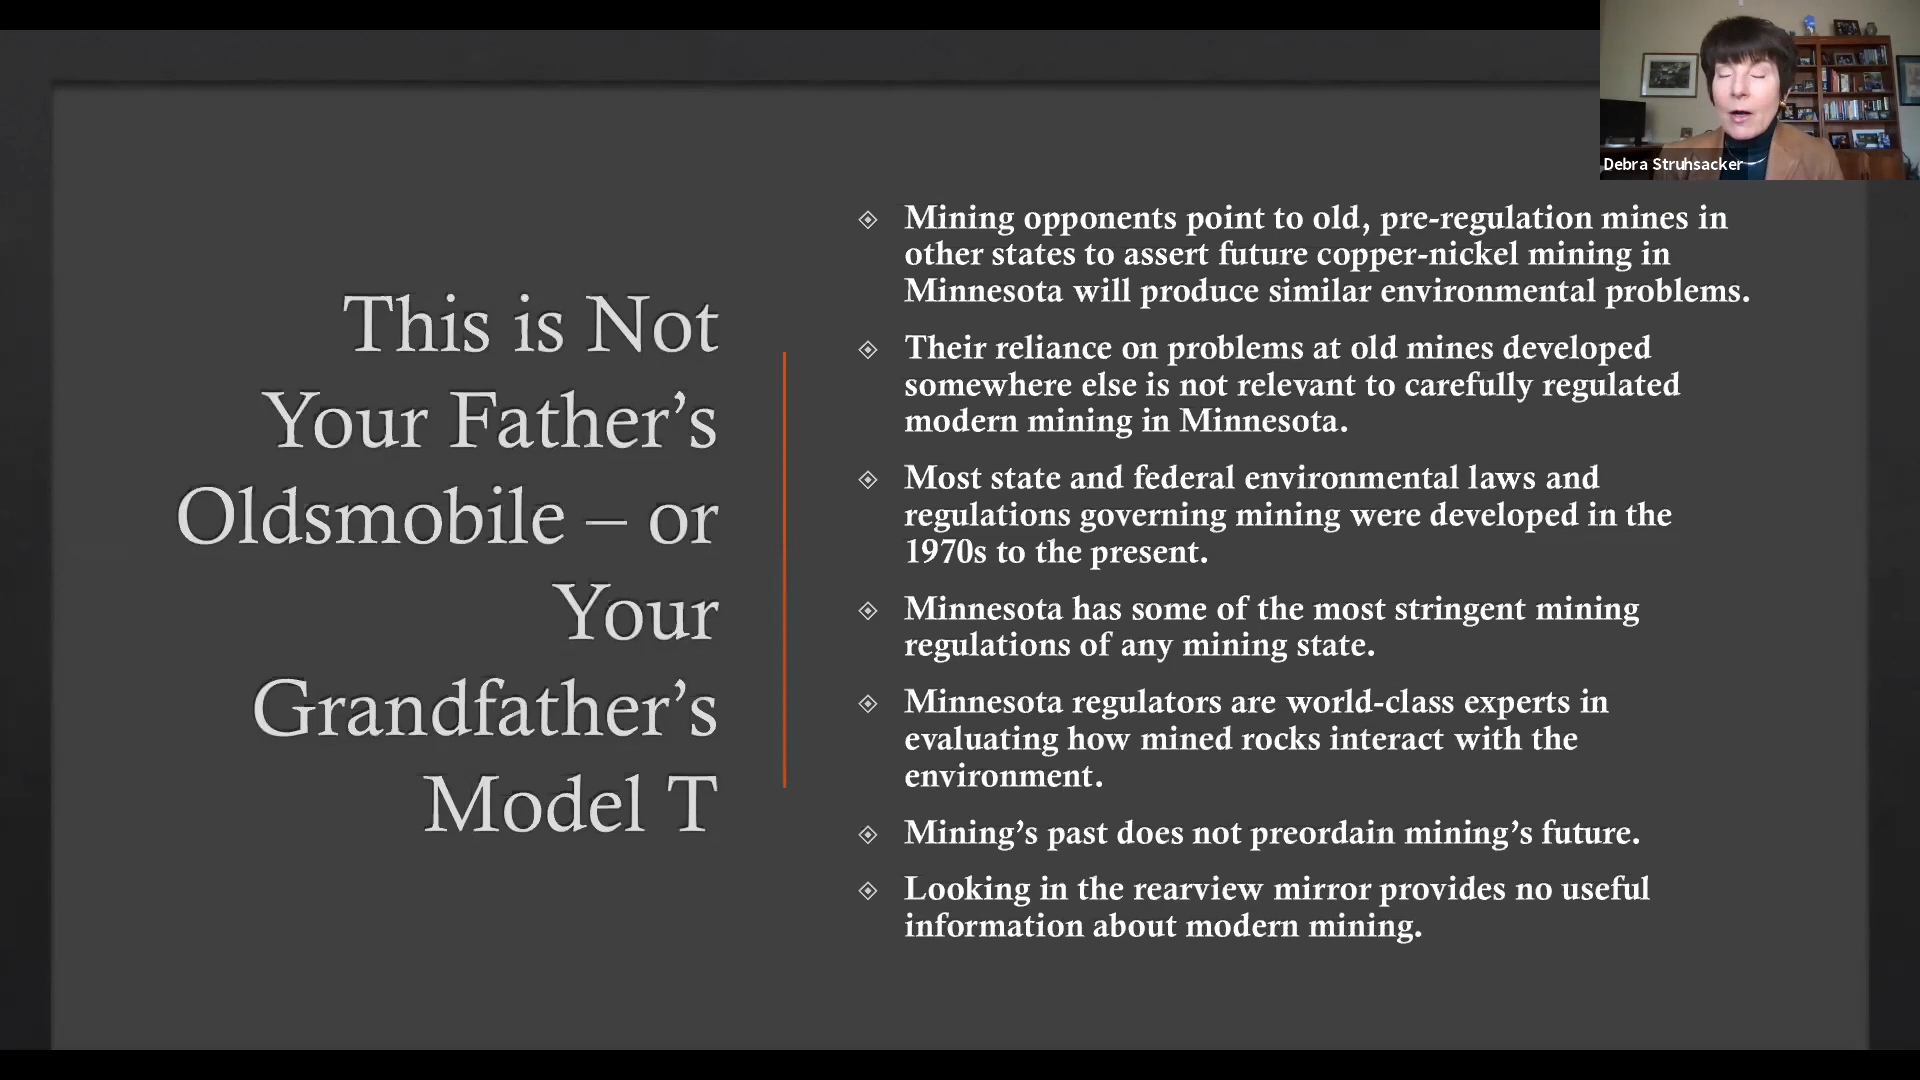 Debra Struhsacker
This is Not
Your Father’s
Oldsmobile – or
Your
Grandfather’s
Model T
Mining opponents point to old, pre-regulation mines in
other states to assert future copper-nickel mining in
Minnesota will produce similar environmental problems.
Their reliance on problems at old mines developed
somewhere else is not relevant to carefully regulated
modern mining in Minnesota.
Most state and federal environmental laws and
regulations governing mining were developed in the
1970s to the present.
Minnesota has some of the most stringent mining
regulations of any mining state.
Minnesota regulators are world-class experts in
evaluating how mined rocks interact with the
environment.
Mining’s past does not preordain mining’s future.
Looking in the rearview mirror provides no useful
information about modern mining.